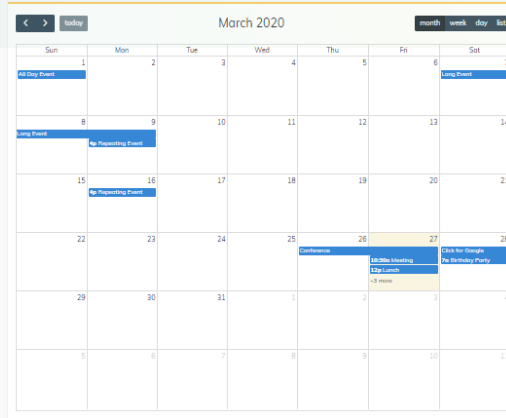 today March 2020 month week day list
Sun Mon Tue Wed Thu Fri Sat
1 2 3 4 5 6
All Day Event Long Event
8 9 10 11 12 13 14
Long Event
4p Repeating Event
15 16 17 18 19 20 21
4p Repeating Event
22 23 24 25 26 27 28
Conference Click for Google
10:30a Meeting 7a Birthday Party
12p Lunch
+3 more
29 30 31 1 2 3 4
5 6 7 8 9 10 11